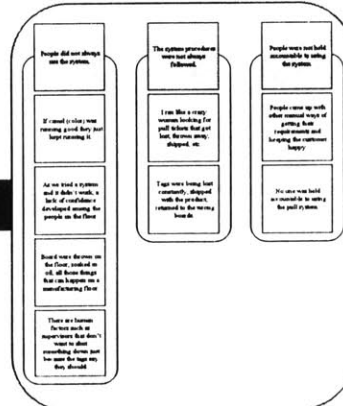 People did not always
use the system.
If camel (color) was
running good they just
kept running it
As we tried a system
and it didn't work, a
lack of confidence
developed among the
people on the floor
Board were thrown on
the floor, soaked in
oil, all those things
that can happen on a
manufacturing floor
There are human
factors such as
supervisors that don't
want to shut
something down just
because the tags say
they should
The system procedures
were not always
followed.
I ran like a crazy
woman looking for
pull tickets that got
lost, thrown away,
shipped, etc
Tags were being lost
constantly, shipped
with the product,
returned to the wrong
boards
People were not held
accountable to using
the system.
People came up with
other manual ways of
getting their
requirements and
keeping the customer
happy
No one was held
accountable to using
the pull system.